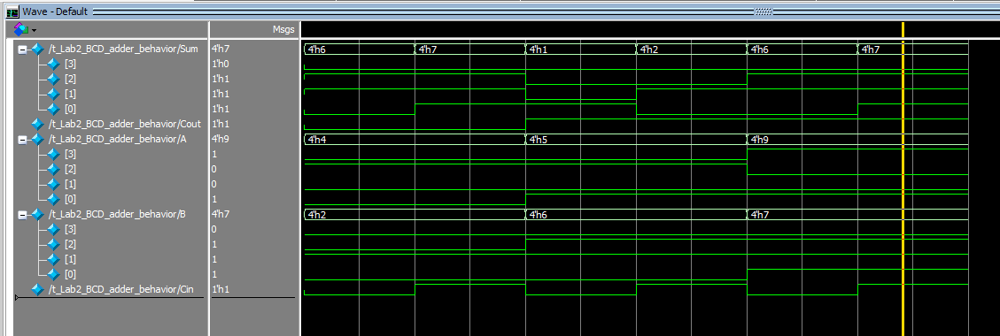 Wave - Default
Msgs
/t_Lab2_BCD_adder_behavior/Sum 4'h7 4'h6 4'h7 4'h1 4'h2 4'h6 4'h7
[3] 1'h0
[2] 1'h1
[1] 1'h1
[0] 1'h1
/t_Lab2_BCD_adder_behavior/Cout 1'h1
/t_Lab2_BCD_adder_behavior/A 4'h9 4'h4 4'h5 4'h9
[3] 1
[2] 0
[1] 0
[0] 1
/t_Lab2_BCD_adder_behavior/B 4'h7 4'h2 4'h6 4'h7
[3] 0
[2] 1
[1] 1
[0] 1
/t_Lab2_BCD_adder_behavior/Cin 1'h1